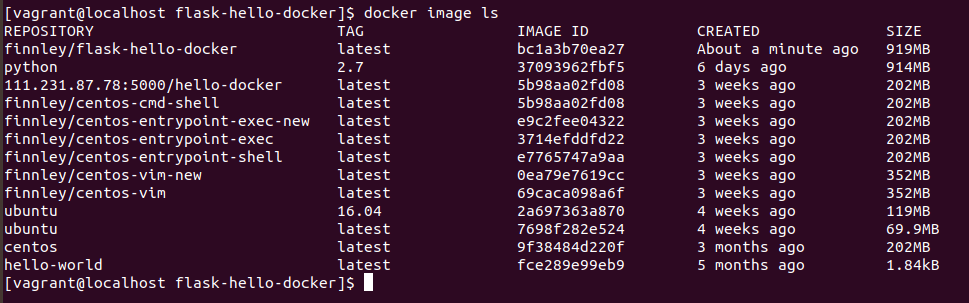 [vagrant@localhost flask-hello-docker]$ docker image ls
REPOSITORY TAG IMAGE ID CREATED SIZE
finnley/flask-hello-docker latest bc1a3b70ea27 About a minute ago 919MB
python 2.7 37093962fbf5 6 days ago 914MB
111.231.87.78:5000/hello-docker latest 5b98aa02fd08 3 weeks ago 202MB
finnley/centos-cmd-shell latest 5b98aa02fd08 3 weeks ago 202MB
finnley/centos-entrypoint-exec-new latest e9c2fee04322 3 weeks ago 202MB
finnley/centos-entrypoint-exec latest 3714efddfd22 3 weeks ago 202MB
finnley/centos-entrypoint-shell latest e7765747a9aa 3 weeks ago 202MB
finnley/centos-vim-new latest 0ea79e7619cc 3 weeks ago 352MB
finnley/centos-vim latest 69caca098a6f 3 weeks ago 352MB
ubuntu 16.04 2a697363a870 4 weeks ago 119MB
ubuntu latest 7698f282e524 4 weeks ago 69.9MB
centos latest 9f38484d220f 3 months ago 202MB
hello-world latest fce289e99eb9 5 months ago 1.84kB
[vagrant@localhost flask-hello-docker]$